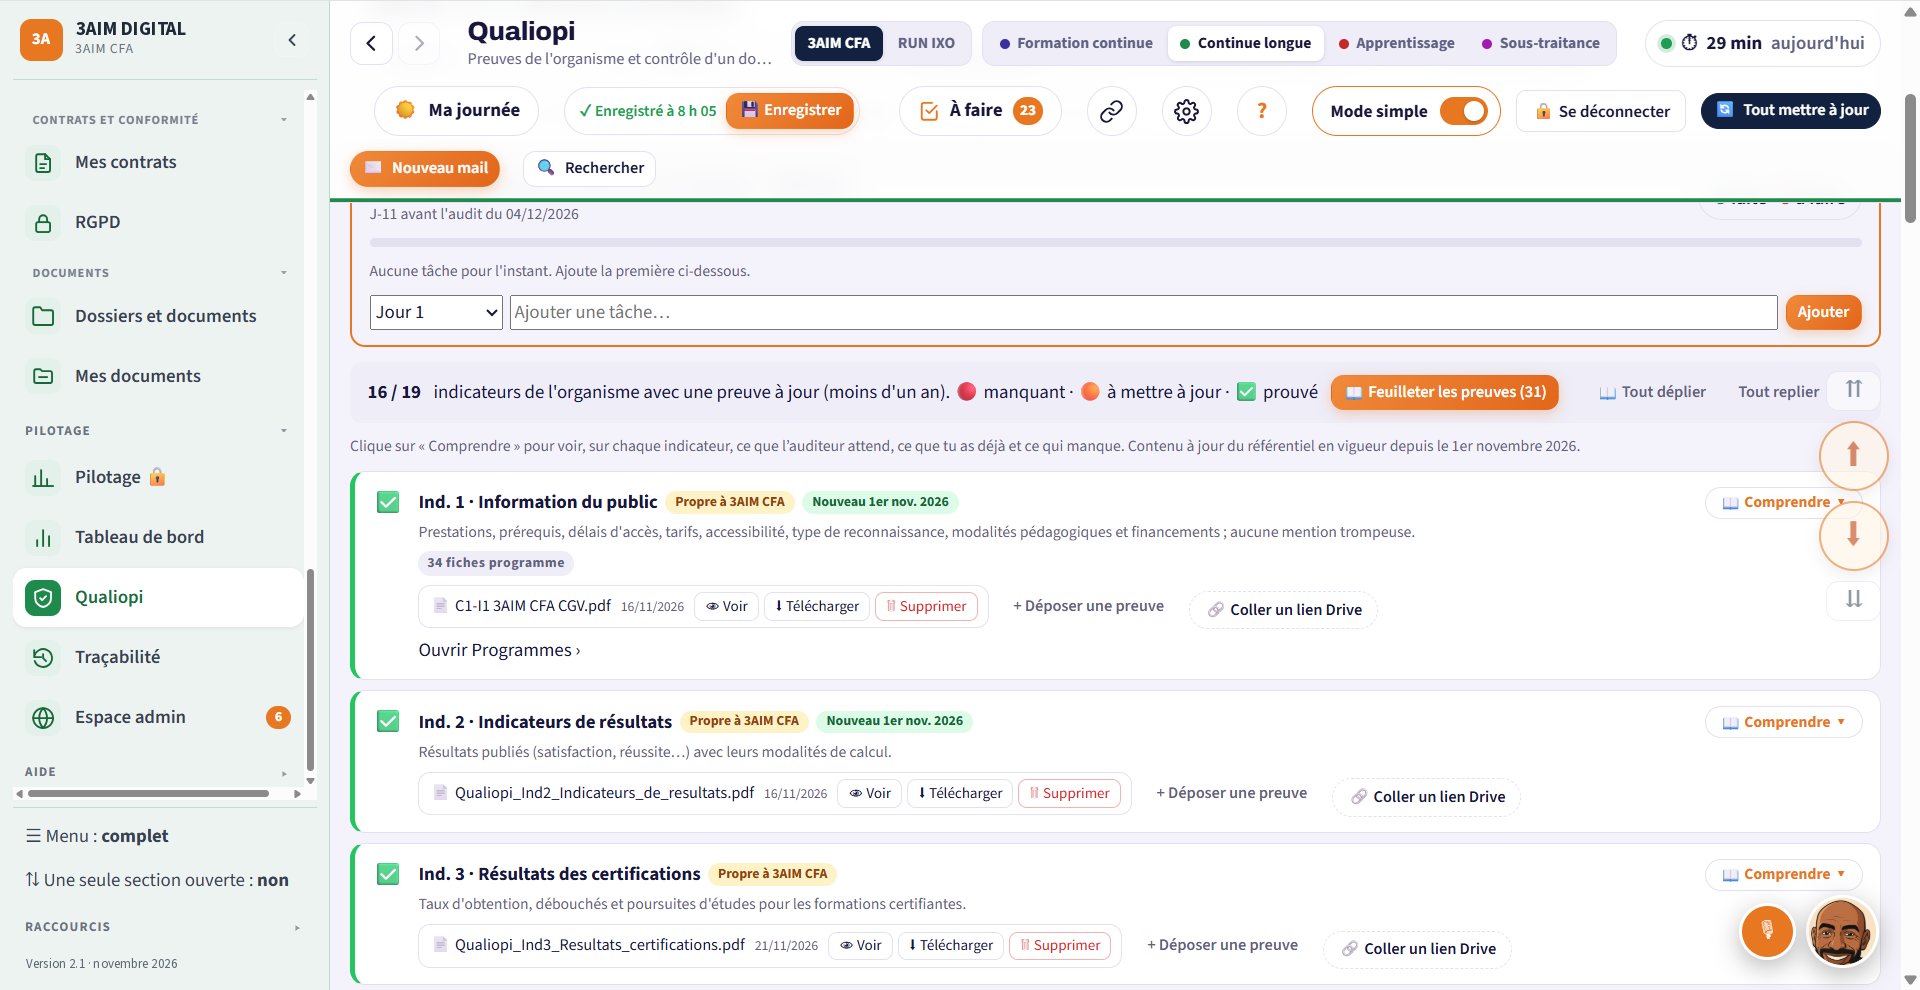 3A
3AIM DIGITAL
3AIM CFA
CONTRATS ET CONFORMITÉ
Mes contrats
RGPD
DOCUMENTS
Dossiers et documents
Mes documents
PILOTAGE
Pilotage
Tableau de bord
Qualiopi
Traçabilité
Espace admin 6
AIDE
Menu : complet
Une seule section ouverte : non
RACCOURCIS
Version 2.1 · novembre 2026
Qualiopi
Preuves de l'organisme et contrôle d'un do…
3AIM CFA RUN IXO
Formation continue Continue longue Apprentissage Sous-traitance
29 min aujourd'hui
Ma journée
✓ Enregistré à 8 h 05 Enregistrer
À faire 23
?
Mode simple
Se déconnecter
Tout mettre à jour
Nouveau mail
Rechercher
J-11 avant l'audit du 04/12/2026
Aucune tâche pour l'instant. Ajoute la première ci-dessous.
Jour 1 Ajouter une tâche… Ajouter
16 / 19 indicateurs de l'organisme avec une preuve à jour (moins d'un an). manquant · à mettre à jour · prouvé Feuilleter les preuves (31) Tout déplier Tout replier
Clique sur « Comprendre » pour voir, sur chaque indicateur, ce que l’auditeur attend, ce que tu as déjà et ce qui manque. Contenu à jour du référentiel en vigueur depuis le 1er novembre 2026.
Ind. 1 · Information du public Propre à 3AIM CFA Nouveau 1er nov. 2026 Comprendre
Prestations, prérequis, délais d'accès, tarifs, accessibilité, type de reconnaissance, modalités pédagogiques et financements ; aucune mention trompeuse.
34 fiches programme
C1-I1 3AIM CFA CGV.pdf 16/11/2026 Voir Télécharger Supprimer + Déposer une preuve Coller un lien Drive
Ouvrir Programmes ›
Ind. 2 · Indicateurs de résultats Propre à 3AIM CFA Nouveau 1er nov. 2026 Comprendre
Résultats publiés (satisfaction, réussite…) avec leurs modalités de calcul.
Qualiopi_Ind2_Indicateurs_de_resultats.pdf 16/11/2026 Voir Télécharger Supprimer + Déposer une preuve Coller un lien Drive
Ind. 3 · Résultats des certifications Propre à 3AIM CFA Comprendre
Taux d'obtention, débouchés et poursuites d'études pour les formations certifiantes.
Qualiopi_Ind3_Resultats_certifications.pdf 21/11/2026 Voir Télécharger Supprimer + Déposer une preuve Coller un lien Drive